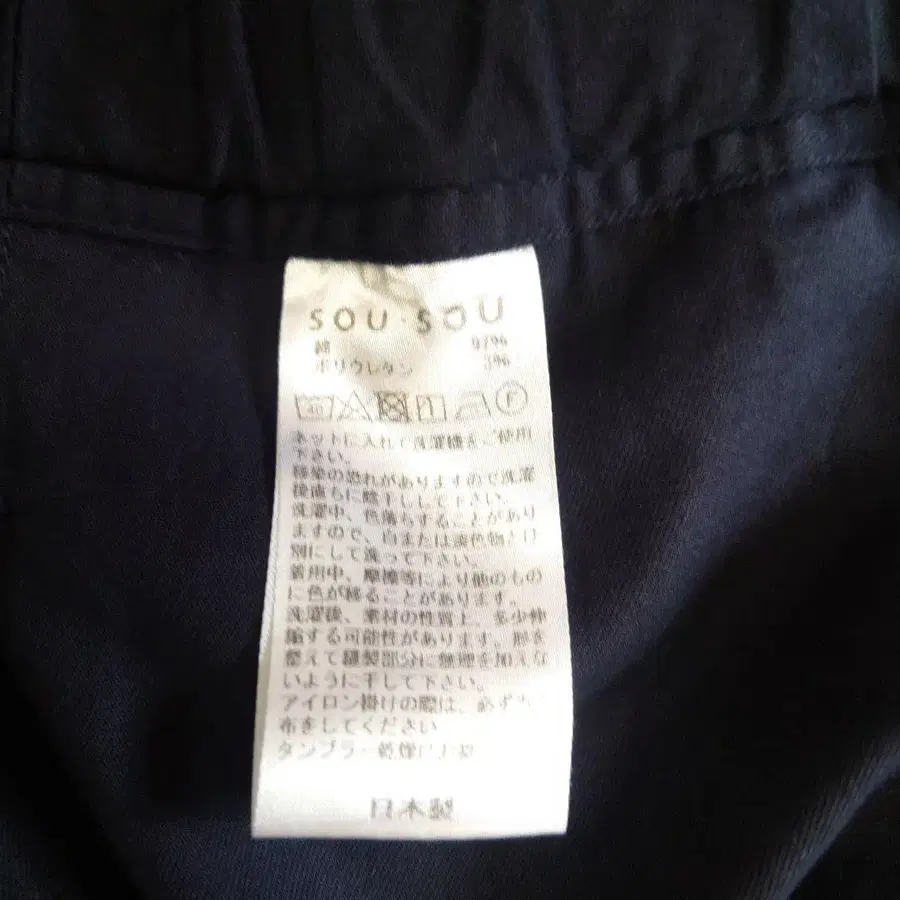 SOU・SOU
綿 97%
ポリウレタン 3%
40
F
ネットに入れて洗濯機をご使用
下さい。
移染の恐れがありますので洗濯
後直ちに陰干しして下さい。
洗濯中、色落ちすることがあり
ますので、白または淡色物とは
別にして洗って下さい。
着用中、摩擦等により他のもの
に色が移ることがあります。
洗濯後、素材の性質上、多少伸
縮する可能性があります。形を
整えて縫製部分に無理を加えな
いように干して下さい。
アイロン掛けの際は、必ず
布をしてください
タンブラー乾燥
日本製